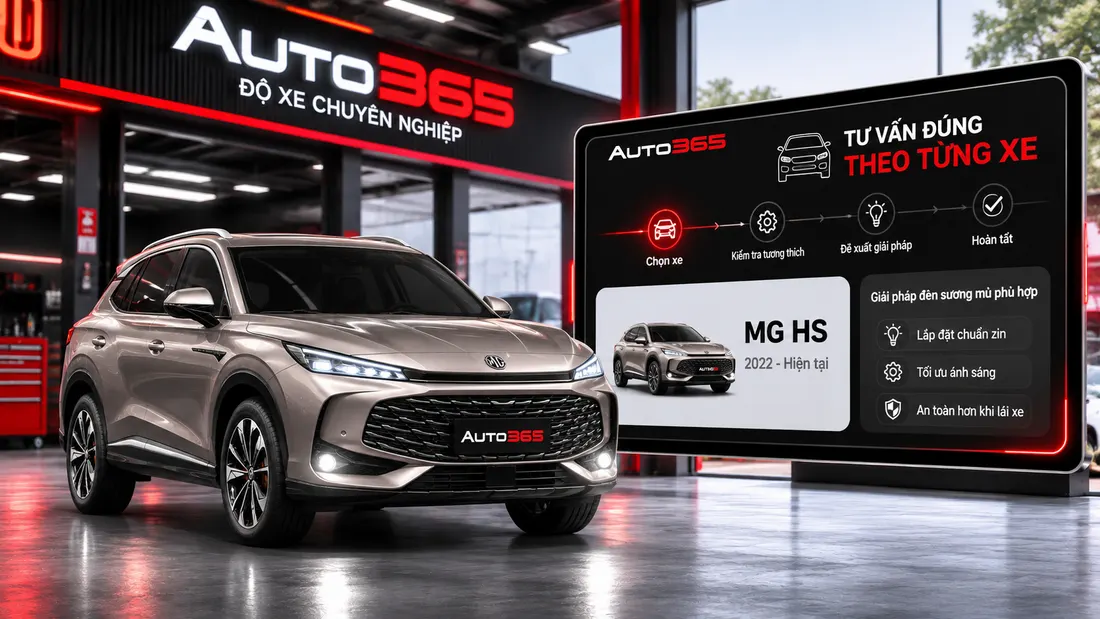 AUTO365
ĐỘ XE CHUYÊN NGHIỆP
AUTO365
TƯ VẤN ĐÚNG
THEO TỪNG XE
Chọn xe
Kiểm tra tương thích
Đề xuất giải pháp
Hoàn tất
MG HS
2022 - Hiện tại
AUTO365
Giải pháp đèn sương mù phù hợp
Lắp đặt chuẩn zin
Tối ưu ánh sáng
An toàn hơn khi lái xe
MG
AUTO365